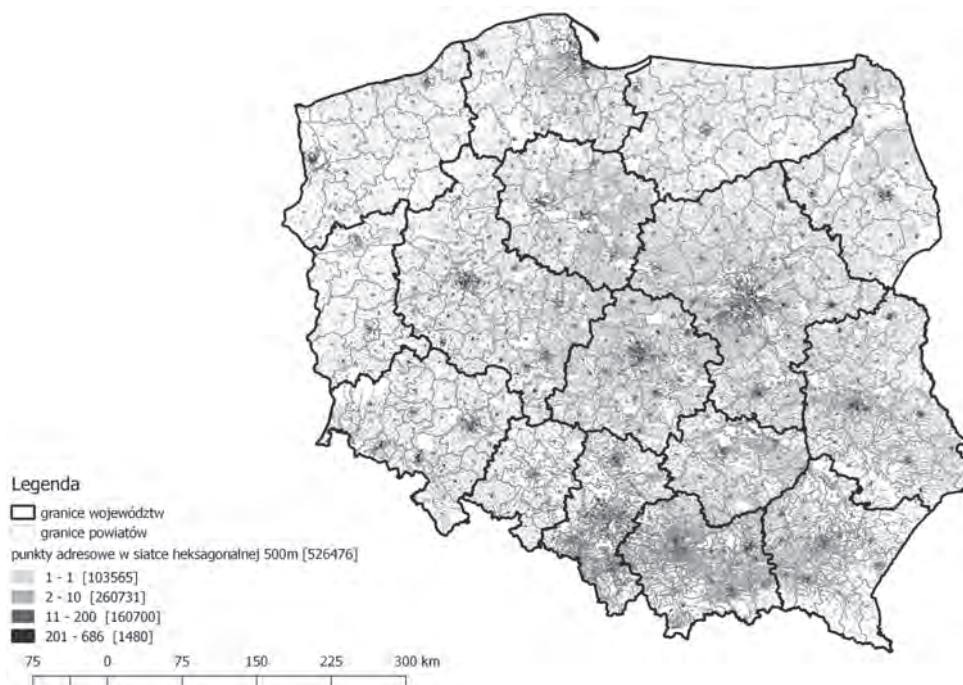 Legenda
granice województw
granice powiatów
punkty adresowe w siatce heksagonalnej 500m [526476]
1 - 1 [103565]
2 - 10 [260731]
11 - 200 [160700]
201 - 686 [1480]
75 0 75 150 225 300 km